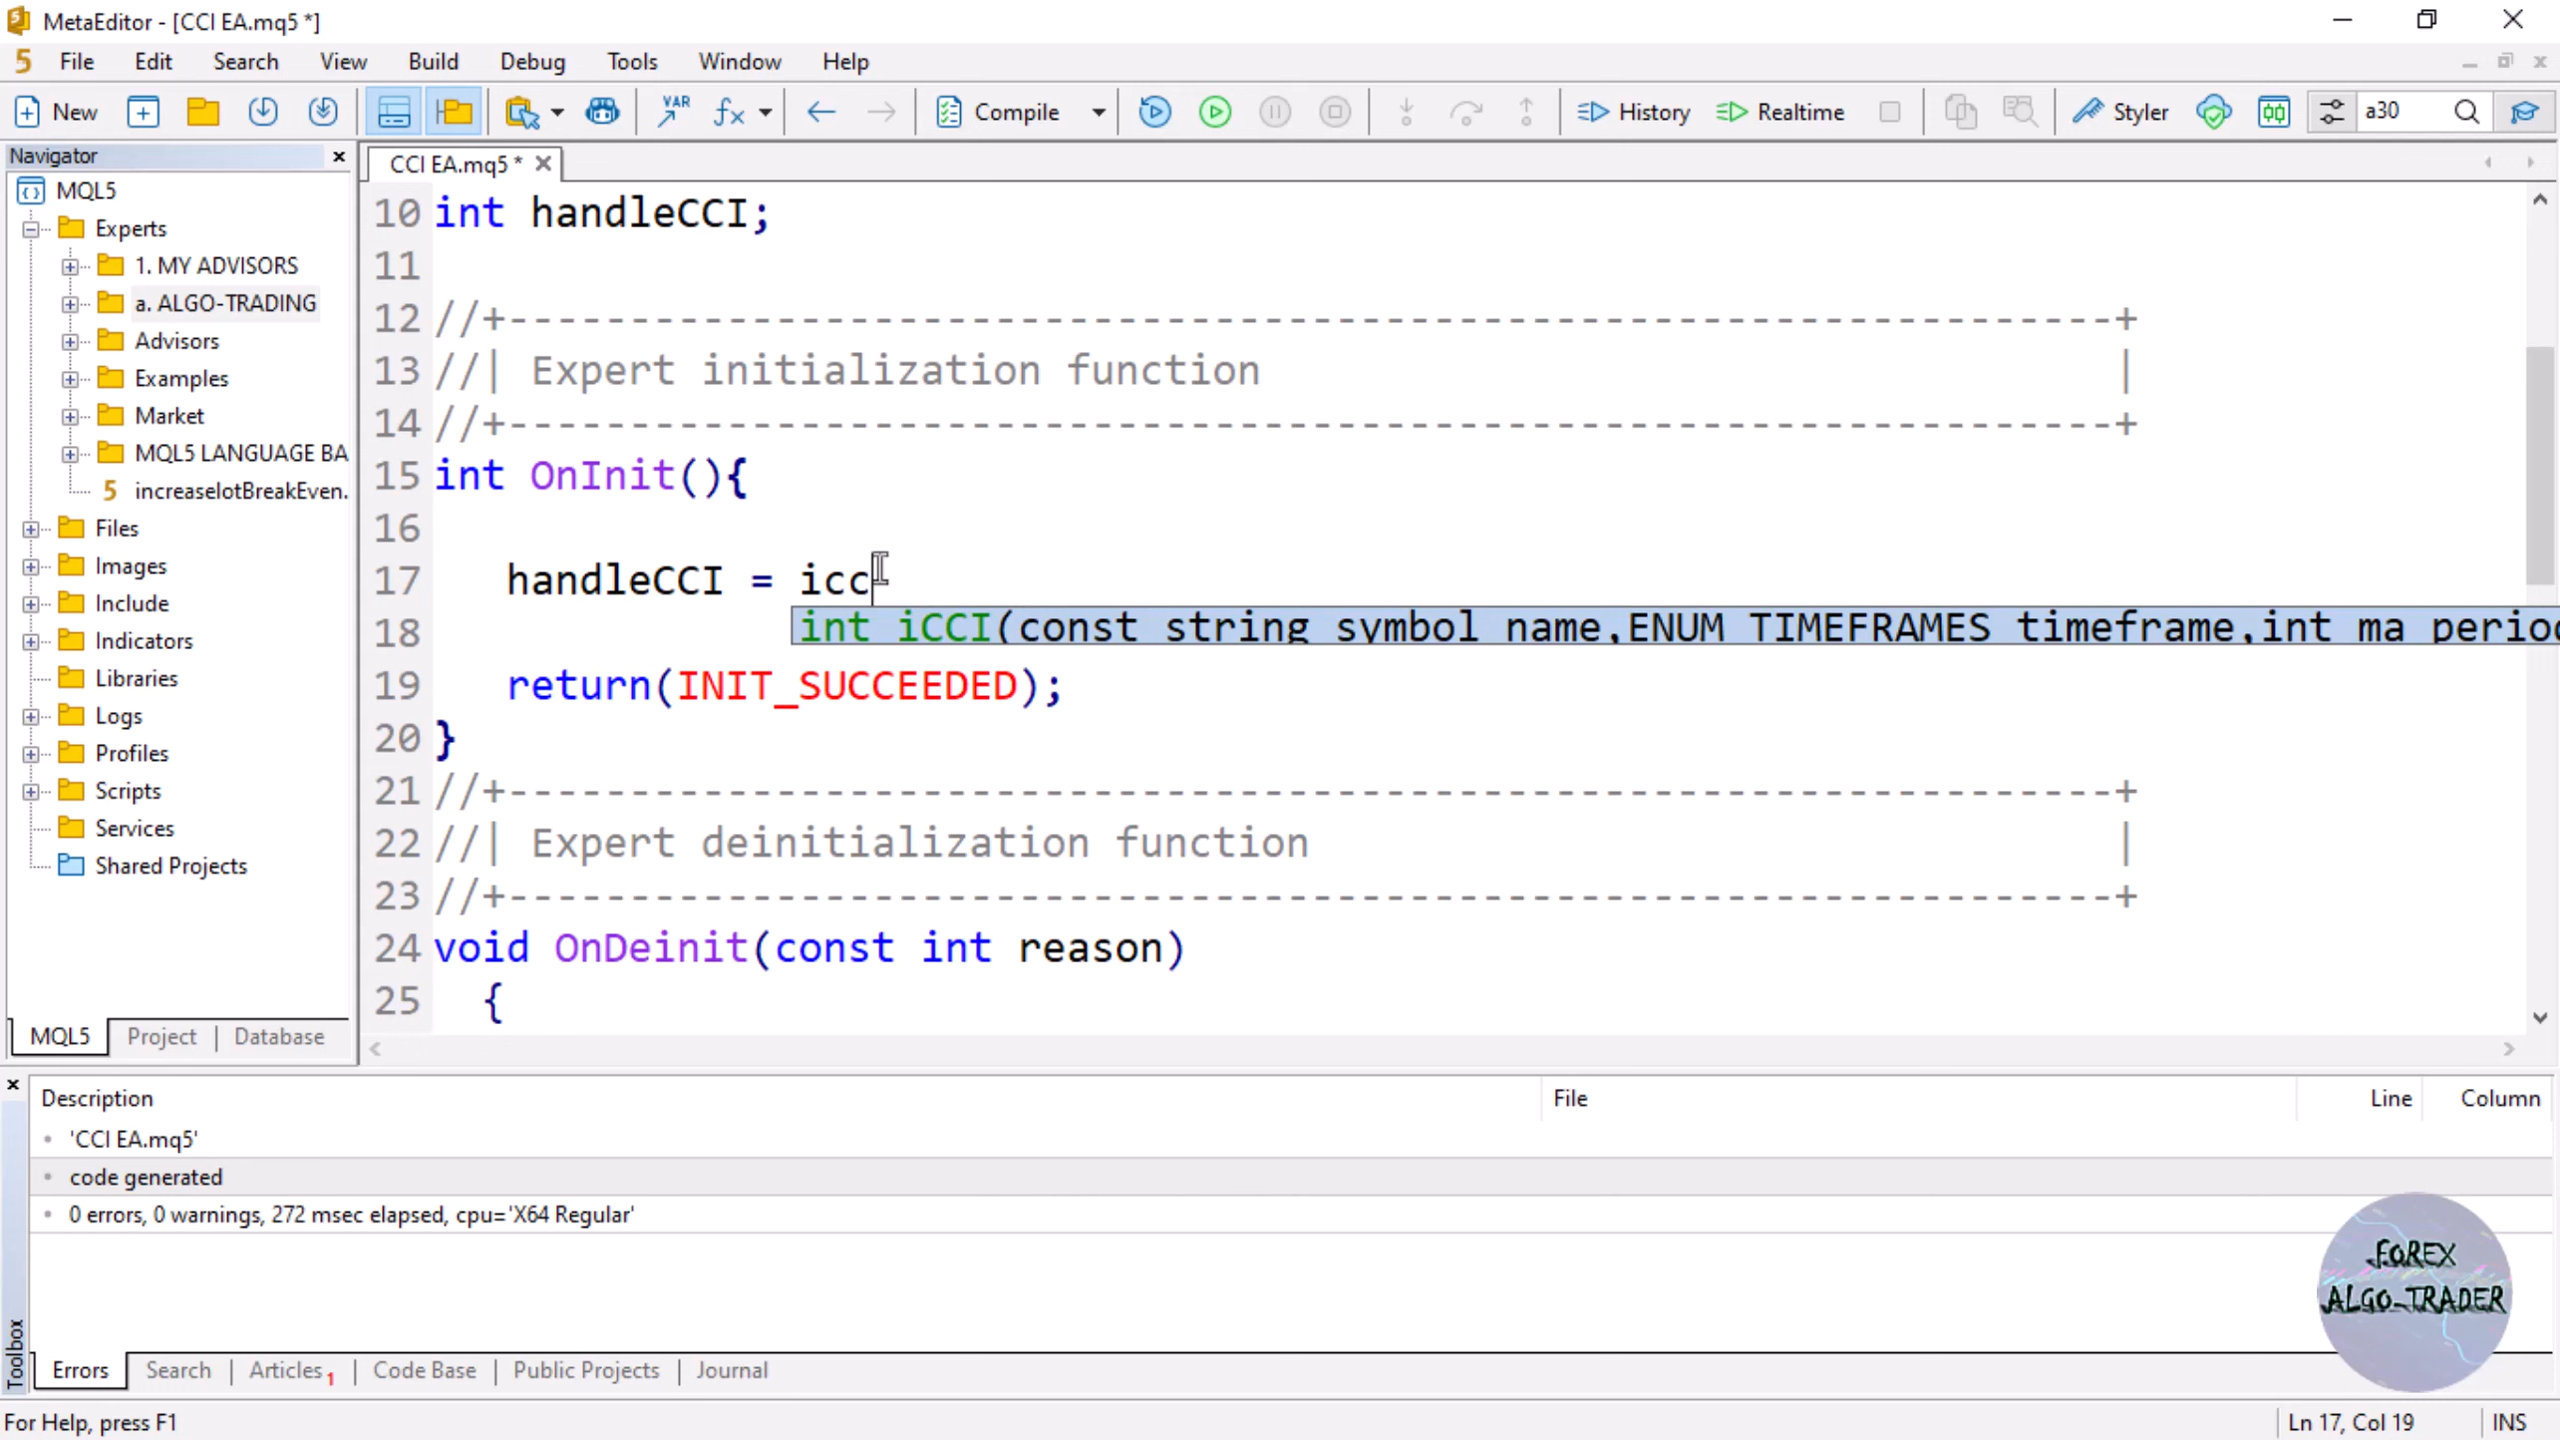 MetaEditor - [CCI EA.mq5 *]
File Edit Search View Build Debug Tools Window Help
New VAR fx Compile History Realtime Styler a30
Navigator
CCI EA.mq5 *
MQL5
Experts
1. MY ADVISORS
a. ALGO-TRADING
Advisors
Examples
Market
MQL5 LANGUAGE BA
increaselotBreakEven.
Files
Images
Include
Indicators
Libraries
Logs
Profiles
Scripts
Services
Shared Projects
MQL5 Project Database
10 int handleCCI;
11
12 //+------------------------------------------------------------------+
13 //| Expert initialization function |
14 //+------------------------------------------------------------------+
15 int OnInit(){
16
17 handleCCI = icc
int iCCI(const string symbol_name,ENUM_TIMEFRAMES timeframe,int ma_perio
18
19 return(INIT_SUCCEEDED);
20 }
21 //+------------------------------------------------------------------+
22 //| Expert deinitialization function |
23 //+------------------------------------------------------------------+
24 void OnDeinit(const int reason)
25 {
Description File Line Column
'CCI EA.mq5'
code generated
0 errors, 0 warnings, 272 msec elapsed, cpu='X64 Regular'
FOREX
ALGO-TRADER
Toolbox
Errors Search Articles 1 Code Base Public Projects Journal
For Help, press F1 Ln 17, Col 19 INS